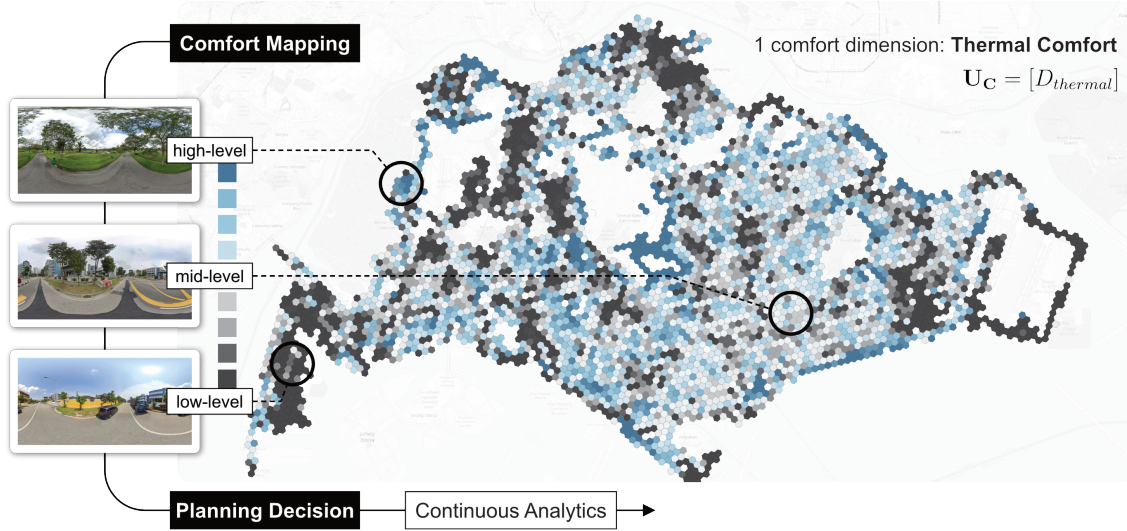 Comfort Mapping
1 comfort dimension: Thermal Comfort
U_C = [D_thermal]
high-level
mid-level
low-level
Planning Decision
Continuous Analytics